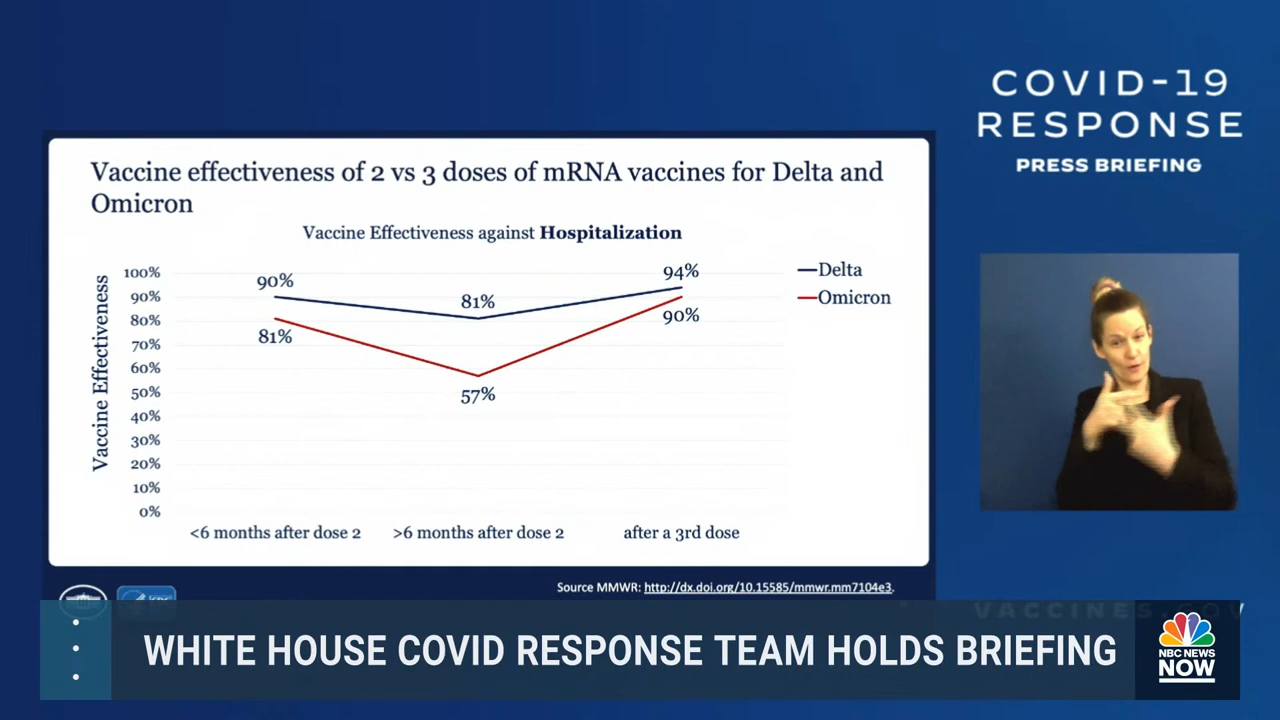 COVID-19
RESPONSE
PRESS BRIEFING
Vaccine effectiveness of 2 vs 3 doses of mRNA vaccines for Delta and
Omicron
Vaccine Effectiveness against Hospitalization
Vaccine Effectiveness
100%
90%
80%
70%
60%
50%
40%
30%
20%
10%
0%
90%
81%
94%
81%
57%
90%
Delta
Omicron
<6 months after dose 2
>6 months after dose 2
after a 3rd dose
Source MMWR: http://dx.doi.org/10.15585/mmwr.mm7104e3.
VACCINES.GOV
WHITE HOUSE COVID RESPONSE TEAM HOLDS BRIEFING
NBC NEWS
NOW